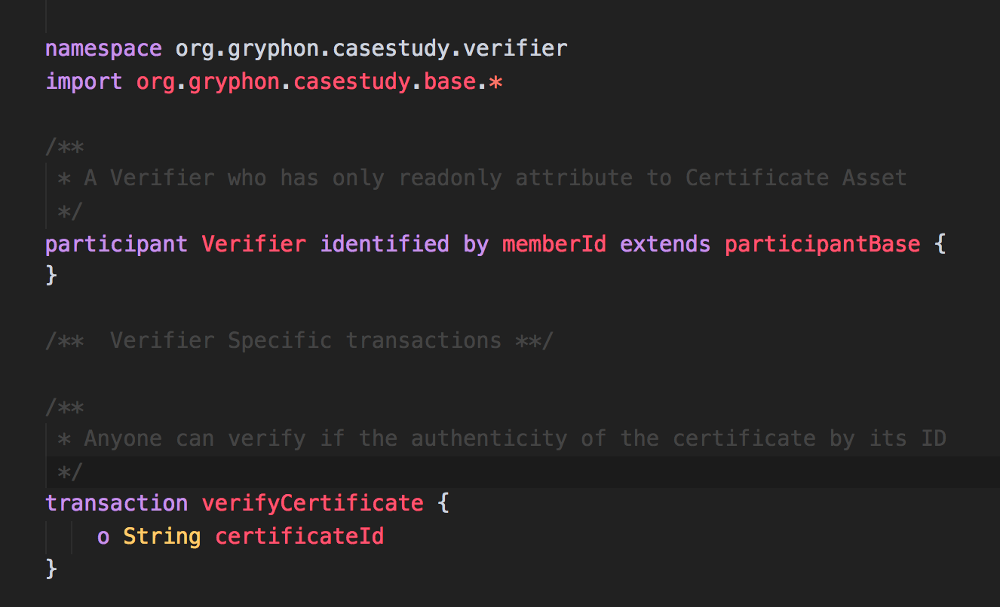 namespace org.gryphon.casestudy.verifier
import org.gryphon.casestudy.base.*
/**
 * A Verifier who has only readonly attribute to Certificate Asset
 */
participant Verifier identified by memberId extends participantBase {
}
/**  Verifier Specific transactions **/
/**
 * Anyone can verify if the authenticity of the certificate by its ID
 */
transaction verifyCertificate {
    o String certificateId
}